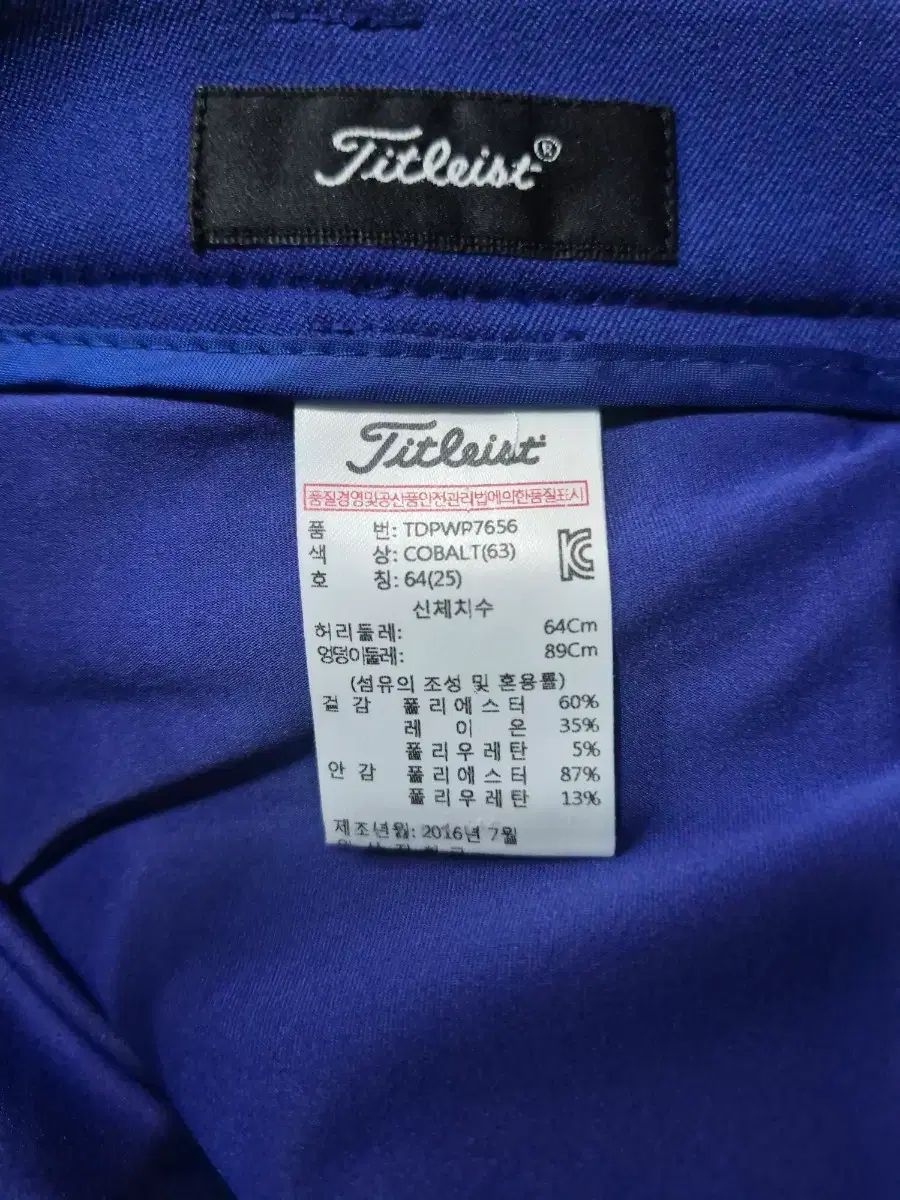 Titleist®
Titleist
품질경영및공산품안전관리법에의한품질표시
품 번: TDPWP7656
색 상: COBALT(63)
호 칭: 64(25)
신체치수
허리둘레: 64Cm
엉덩이둘레: 89Cm
(섬유의 조성 및 혼용률)
겉 감 폴리에스터 60%
레 이 온 35%
폴리우레탄 5%
안 감 폴리에스터 87%
폴리우레탄 13%
제조년월: 2016년 7월